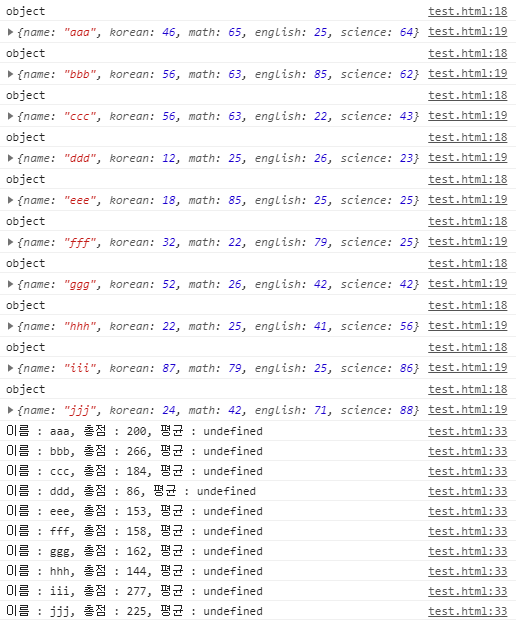 object test.html:18
▶{name: "aaa", korean: 46, math: 65, english: 25, science: 64} test.html:19
object test.html:18
▶{name: "bbb", korean: 56, math: 63, english: 85, science: 62} test.html:19
object test.html:18
▶{name: "ccc", korean: 56, math: 63, english: 22, science: 43} test.html:19
object test.html:18
▶{name: "ddd", korean: 12, math: 25, english: 26, science: 23} test.html:19
object test.html:18
▶{name: "eee", korean: 18, math: 85, english: 25, science: 25} test.html:19
object test.html:18
▶{name: "fff", korean: 32, math: 22, english: 79, science: 25} test.html:19
object test.html:18
▶{name: "ggg", korean: 52, math: 26, english: 42, science: 42} test.html:19
object test.html:18
▶{name: "hhh", korean: 22, math: 25, english: 41, science: 56} test.html:19
object test.html:18
▶{name: "iii", korean: 87, math: 79, english: 25, science: 86} test.html:19
object test.html:18
▶{name: "jjj", korean: 24, math: 42, english: 71, science: 88} test.html:19
이름 : aaa, 총점 : 200, 평균 : undefined test.html:33
이름 : bbb, 총점 : 266, 평균 : undefined test.html:33
이름 : ccc, 총점 : 184, 평균 : undefined test.html:33
이름 : ddd, 총점 : 86, 평균 : undefined test.html:33
이름 : eee, 총점 : 153, 평균 : undefined test.html:33
이름 : fff, 총점 : 158, 평균 : undefined test.html:33
이름 : ggg, 총점 : 162, 평균 : undefined test.html:33
이름 : hhh, 총점 : 144, 평균 : undefined test.html:33
이름 : iii, 총점 : 277, 평균 : undefined test.html:33
이름 : jjj, 총점 : 225, 평균 : undefined test.html:33